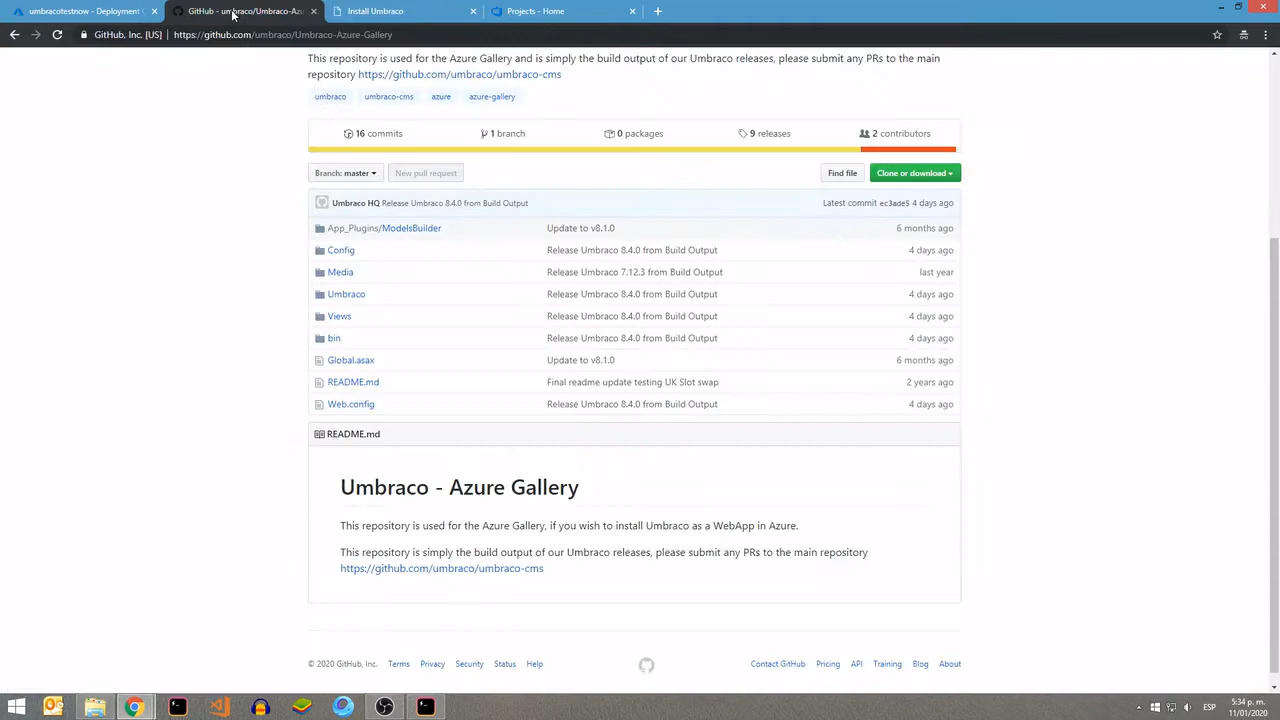 umbracotestnow - Deployment C
GitHub - umbraco/Umbraco-Azu
Install Umbraco
Projects - Home
GitHub, Inc. [US]
https://github.com/umbraco/Umbraco-Azure-Gallery
This repository is used for the Azure Gallery and is simply the build output of our Umbraco releases, please submit any PRs to the main
repository https://github.com/umbraco/umbraco-cms
umbraco umbraco-cms azure azure-gallery
16 commits 1 branch 0 packages 9 releases 2 contributors
Branch: master New pull request Find file Clone or download
Umbraco HQ Release Umbraco 8.4.0 from Build Output Latest commit ec3ade5 4 days ago
App_Plugins/ModelsBuilder Update to v8.1.0 6 months ago
Config Release Umbraco 8.4.0 from Build Output 4 days ago
Media Release Umbraco 7.12.3 from Build Output last year
Umbraco Release Umbraco 8.4.0 from Build Output 4 days ago
Views Release Umbraco 8.4.0 from Build Output 4 days ago
bin Release Umbraco 8.4.0 from Build Output 4 days ago
Global.asax Update to v8.1.0 6 months ago
README.md Final readme update testing UK Slot swap 2 years ago
Web.config Release Umbraco 8.4.0 from Build Output 4 days ago
README.md
Umbraco - Azure Gallery
This repository is used for the Azure Gallery, if you wish to install Umbraco as a WebApp in Azure.
This repository is simply the build output of our Umbraco releases, please submit any PRs to the main repository
https://github.com/umbraco/umbraco-cms
© 2020 GitHub, Inc. Terms Privacy Security Status Help Contact GitHub Pricing API Training Blog About
ESP
5:34 p. m.
11/01/2020